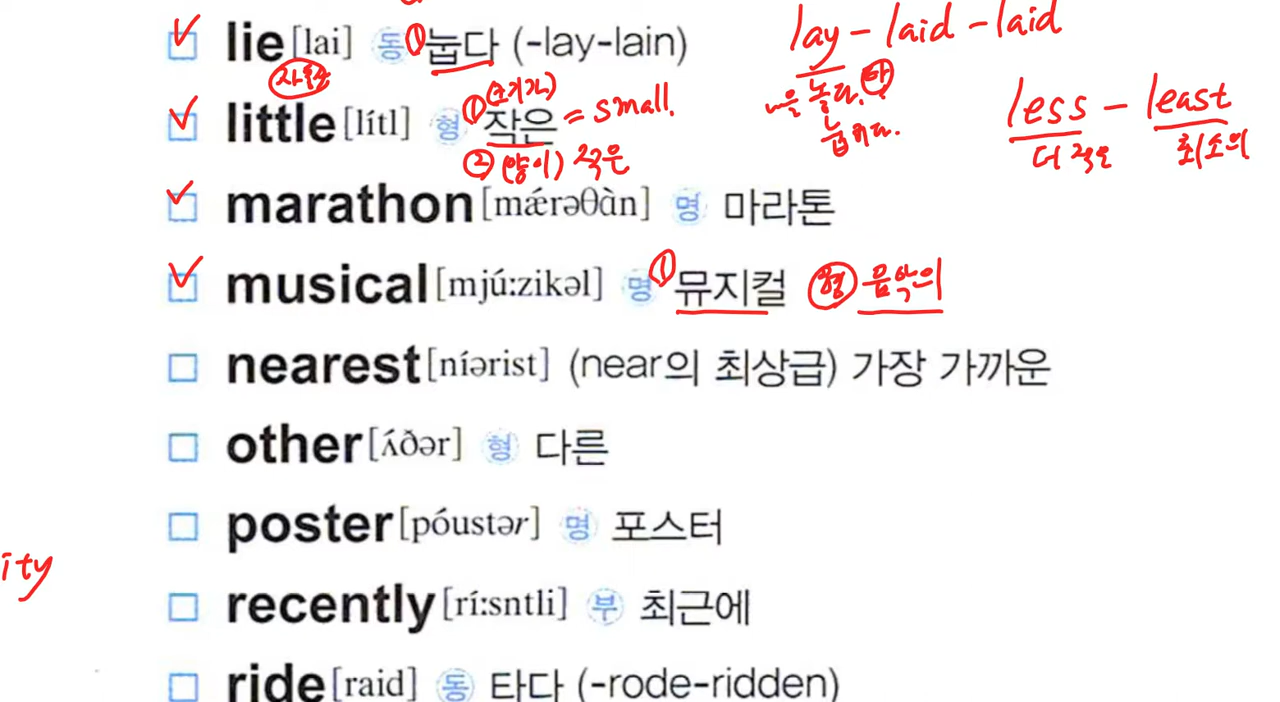 lie [lai] 동 ① 눕다 (-lay-lain)
lay - laid - laid
자
을 놓다. 타
눕히다.
less - least
더 적은 최소의
(크기가)
little [lítl] 형 ① 작은 = small.
② (양이) 적은
marathon [mǽrəθὰn] 명 마라톤
musical [mjú:zikəl] 명 ① 뮤지컬 형 음악의
nearest [níərist] (near의 최상급) 가장 가까운
other [ʌ́ðər] 형 다른
poster [póustər] 명 포스터
ity
recently [rí:sntli] 부 최근에
ride [raid] 동 타다 (-rode-ridden)